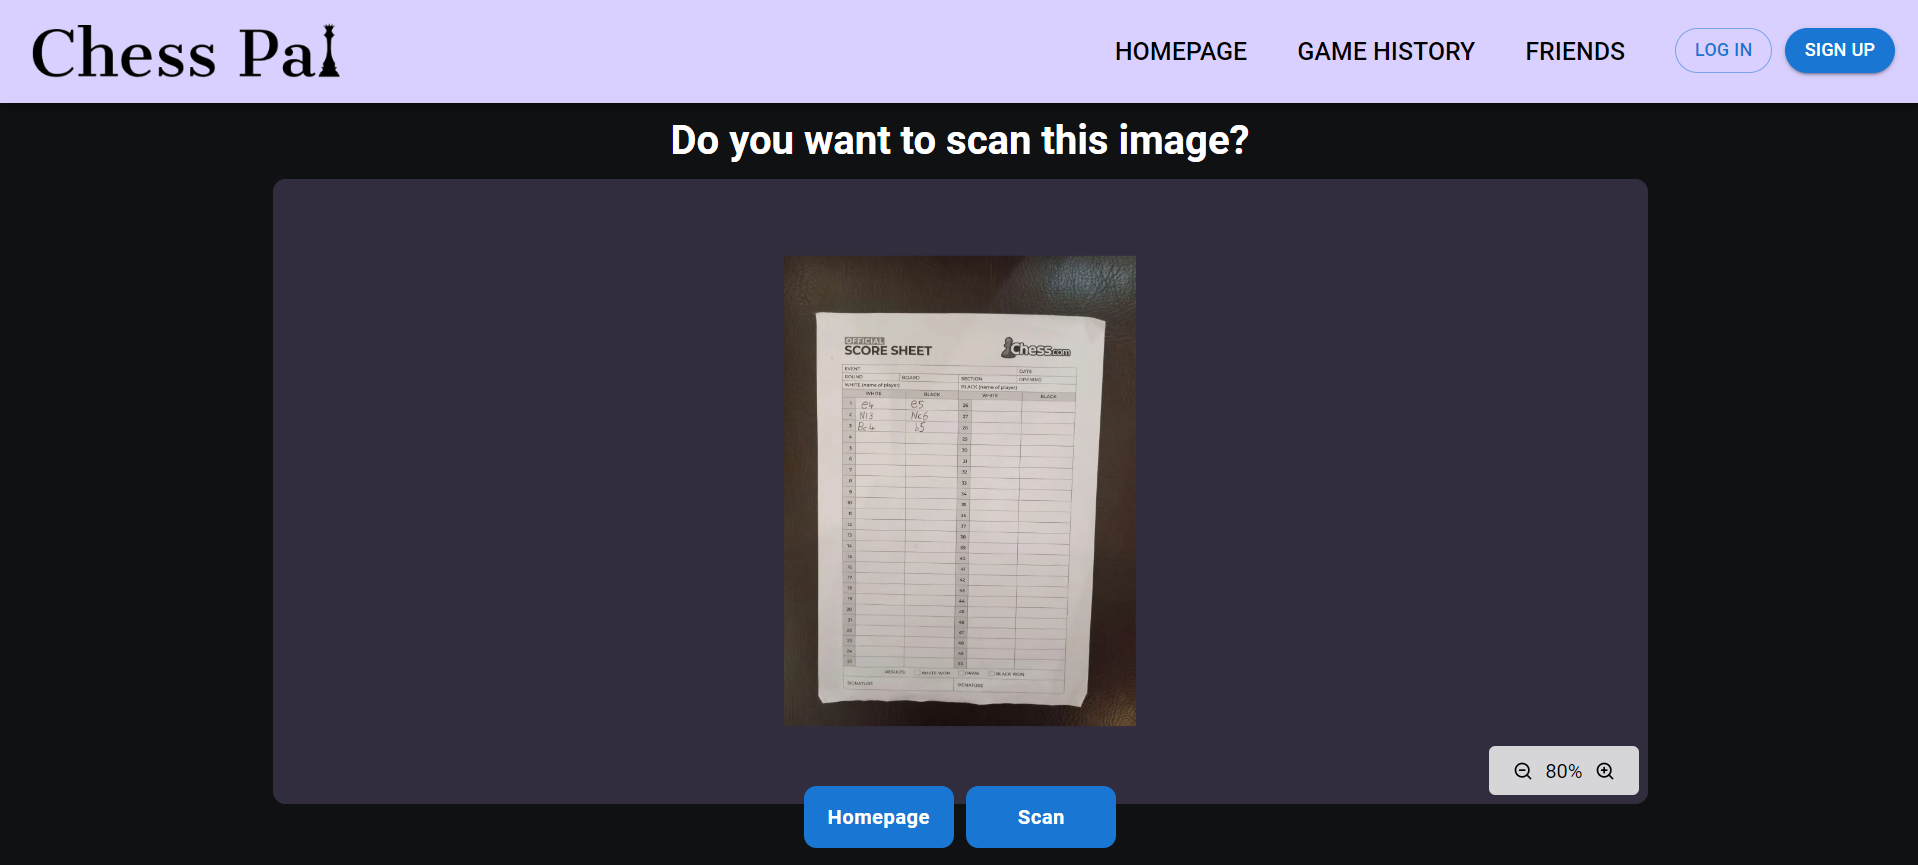 Chess Pal
HOMEPAGE GAME HISTORY FRIENDS LOG IN SIGN UP
Do you want to scan this image?
OFFICIAL
SCORE SHEET
Chess.com
EVENT DATE
ROUND BOARD SECTION OPENING
WHITE (name of player) BLACK (name of player)
WHITE BLACK WHITE BLACK
1 e4 e5 26
2 Nf3 Nc6 27
3 Bc4 b5 28
4 29
5 30
6 31
7 32
8 33
9 34
10 35
11 36
12 37
13 38
14 39
15 40
16 41
17 42
18 43
19 44
20 45
21 46
22 47
23 48
24 49
25 50
RESULTS WHITE WON DRAW BLACK WON
SIGNATURE SIGNATURE
80%
Homepage Scan